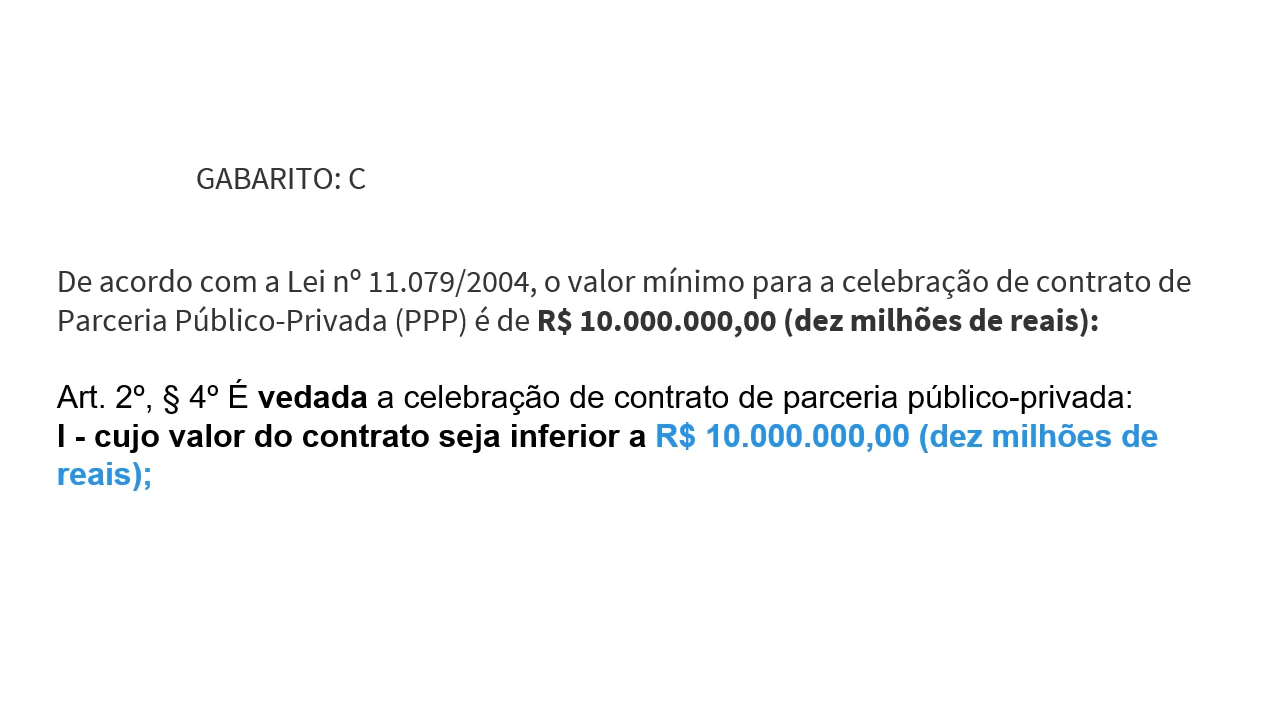 GABARITO: C
De acordo com a Lei nº 11.079/2004, o valor mínimo para a celebração de contrato de
Parceria Público-Privada (PPP) é de R$ 10.000.000,00 (dez milhões de reais):
Art. 2º, § 4º É vedada a celebração de contrato de parceria público-privada:
I - cujo valor do contrato seja inferior a R$ 10.000.000,00 (dez milhões de
reais);